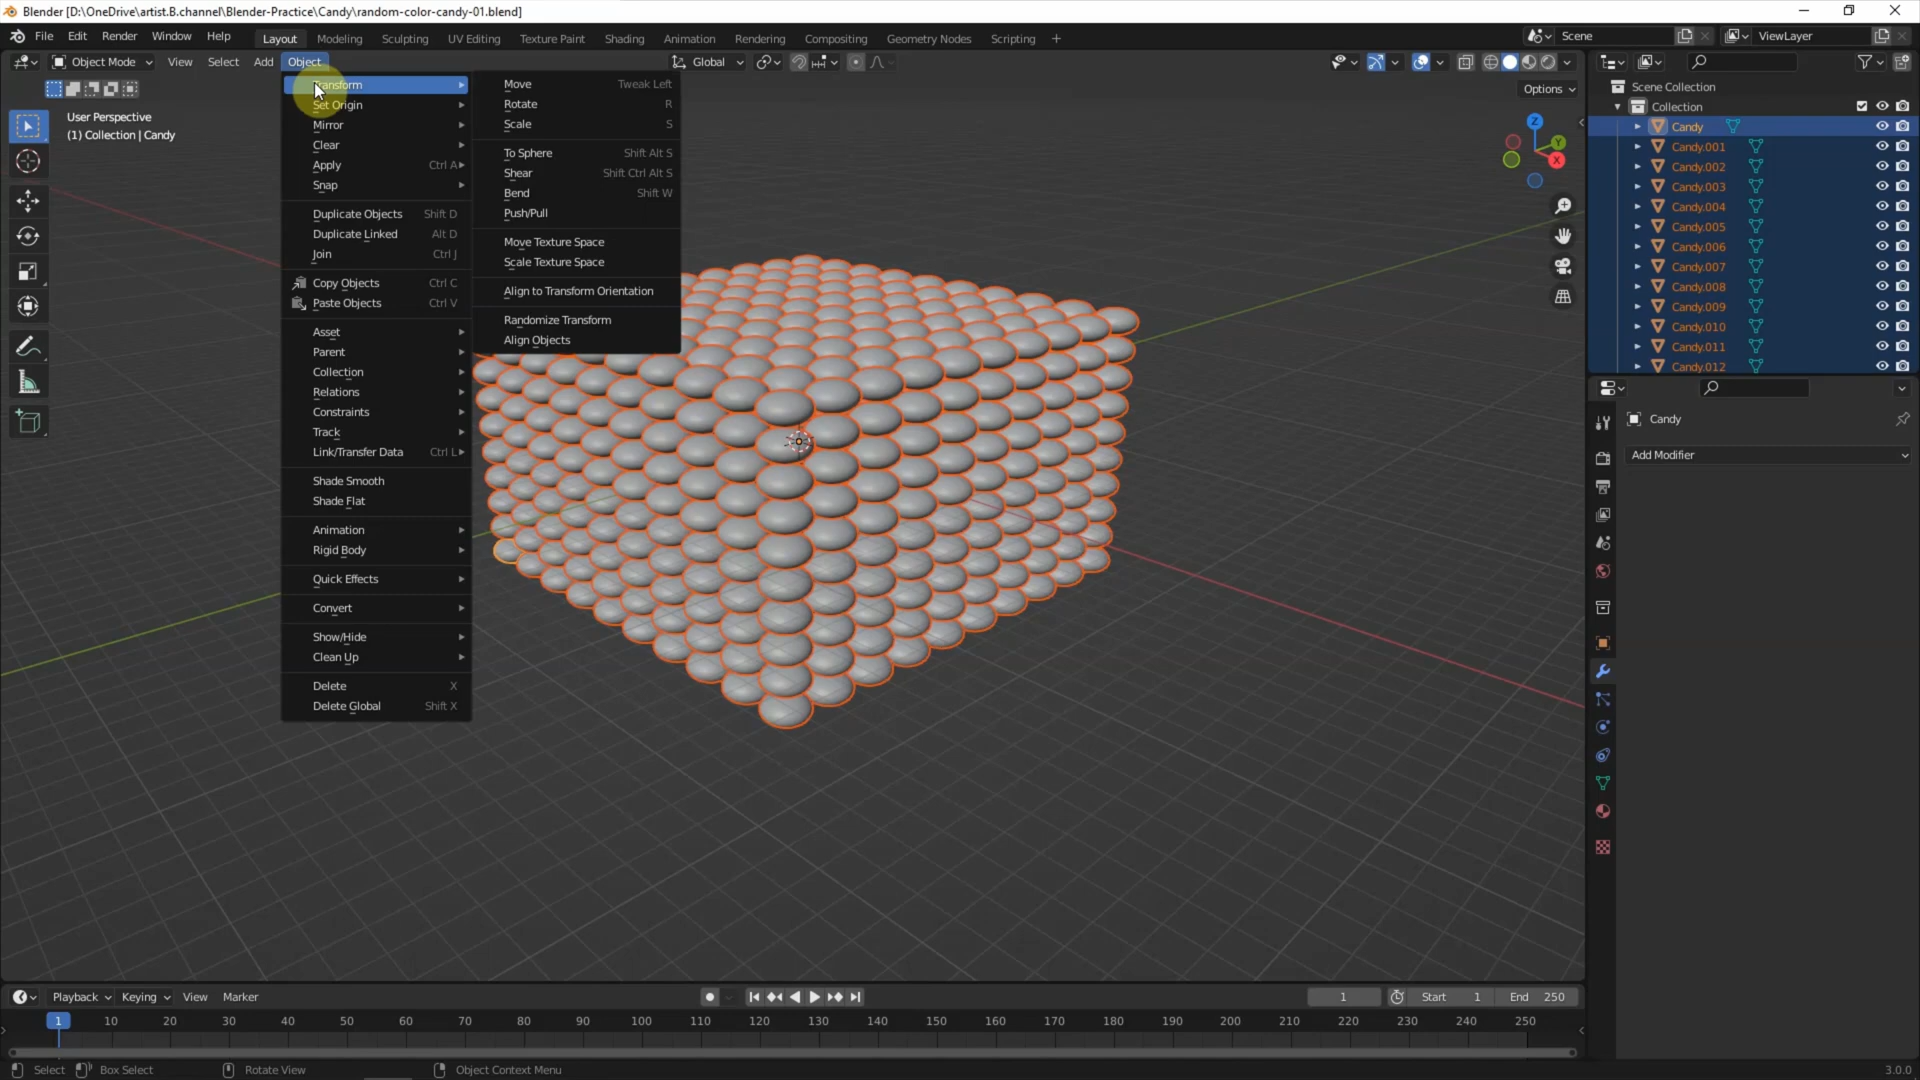 Blender [D:\OneDrive\artist.B.channel\Blender-Practice\Candy\random-color-candy-01.blend]
File Edit Render Window Help Layout Modeling Sculpting UV Editing Texture Paint Shading Animation Rendering Compositing Geometry Nodes Scripting + Scene ViewLayer
Object Mode View Select Add Object Global
Options
User Perspective
(1) Collection | Candy
Transform
Set Origin
Mirror
Clear
Apply Ctrl A
Snap
Duplicate Objects Shift D
Duplicate Linked Alt D
Join Ctrl J
Copy Objects Ctrl C
Paste Objects Ctrl V
Asset
Parent
Collection
Relations
Constraints
Track
Link/Transfer Data Ctrl L
Shade Smooth
Shade Flat
Animation
Rigid Body
Quick Effects
Convert
Show/Hide
Clean Up
Delete X
Delete Global Shift X
Move Tweak Left
Rotate R
Scale S
To Sphere Shift Alt S
Shear Shift Ctrl Alt S
Bend Shift W
Push/Pull
Move Texture Space
Scale Texture Space
Align to Transform Orientation
Randomize Transform
Align Objects
Z
Y
X
Scene Collection
Collection
Candy
Candy.001
Candy.002
Candy.003
Candy.004
Candy.005
Candy.006
Candy.007
Candy.008
Candy.009
Candy.010
Candy.011
Candy.012
Candy
Add Modifier
Playback Keying View Marker 1 Start 1 End 250
1 10 20 30 40 50 60 70 80 90 100 110 120 130 140 150 160 170 180 190 200 210 220 230 240 250
Select Box Select Rotate View Object Context Menu 3.0.0